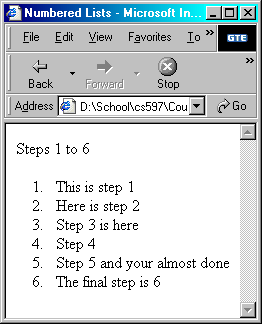 Numbered Lists - Microsoft In...
File Edit View Favorites To »
GTE
Back Forward Stop »
Address D:\School\cs597\Cou Go
Steps 1 to 6
1. This is step 1
2. Here is step 2
3. Step 3 is here
4. Step 4
5. Step 5 and your almost done
6. The final step is 6